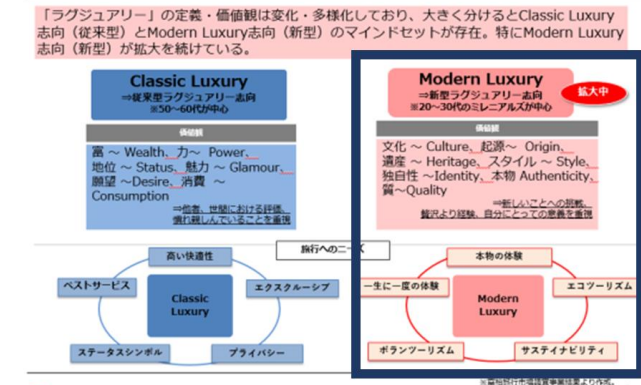 「ラグジュアリー」の定義・価値観は変化・多様化しており、大きく分けるとClassic Luxury
志向（従来型）とModern Luxury志向（新型）のマインドセットが存在。特にModern Luxury
志向（新型）が拡大を続けている。
Classic Luxury
⇒従来型ラグジュアリー志向
※50～60代が中心
価値観
富 ～ Wealth、力～ Power、
地位 ～ Status、魅力 ～ Glamour、
願望 ～Desire、消費 ～
Consumption
⇒他者、世間における評価、
慣れ親しんでいることを重視
Modern Luxury
⇒新型ラグジュアリー志向
※20～30代のミレニアルズが中心
拡大中
価値観
文化 ～ Culture、起源～ Origin、
遺産 ～ Heritage、スタイル ～ Style、
独自性 ～Identity、本物 Authenticity、
質～Quality
⇒新しいことへの挑戦、
贅沢より経験、自分にとっての意義を重視
旅行へのニーズ
高い快適性
ベストサービス
エクスクルーシブ
Classic
Luxury
ステータスシンボル
プライバシー
本物の体験
一生に一度の体験
エコツーリズム
Modern
Luxury
ボランツーリズム
サステイナビリティ